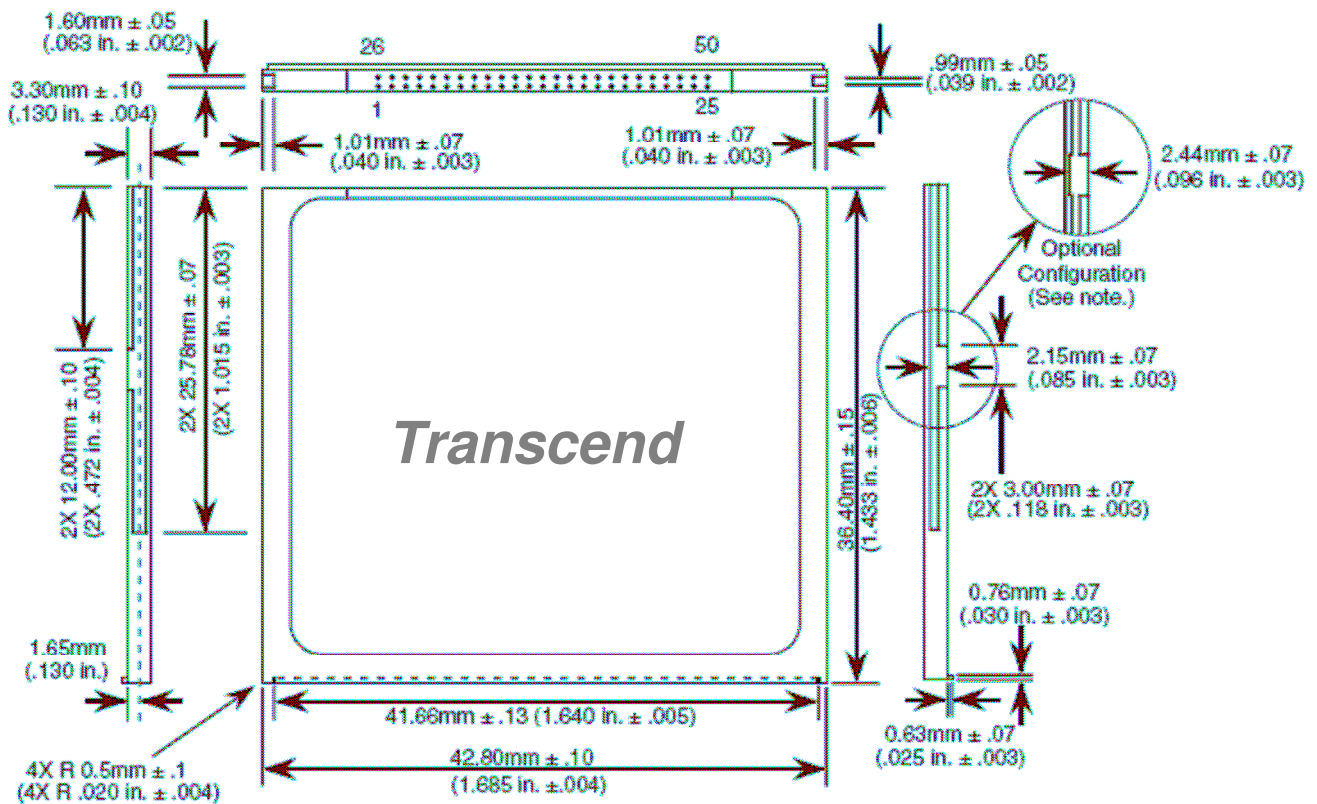 1.60mm ± .05
(.063 in. ± .002)
26
50
.99mm ± .05
(.039 in. ± .002)
3.30mm ± .10
(.130 in. ± .004)
1
25
1.01mm ± .07
(.040 in. ± .003)
1.01mm ± .07
(.040 in. ± .003)
2.44mm ± .07
(.096 in. ± .003)
Optional
Configuration
(See note.)
2X 12.00mm ± .10
(2X .472 in. ± .004)
2X 25.78mm ± .07
(2X 1.015 in. ± .003)
Transcend
36.40mm ± .15
(1.433 in. ± .006)
2.15mm ± .07
(.085 in. ± .003)
2X 3.00mm ± .07
(2X .118 in. ± .003)
0.76mm ± .07
(.030 in. ± .003)
1.65mm
(.130 in.)
41.66mm ± .13 (1.640 in. ± .005)
0.63mm ± .07
(.025 in. ± .003)
42.80mm ± .10
(1.685 in. ± .004)
4X R 0.5mm ± .1
(4X R .020 in. ± .004)